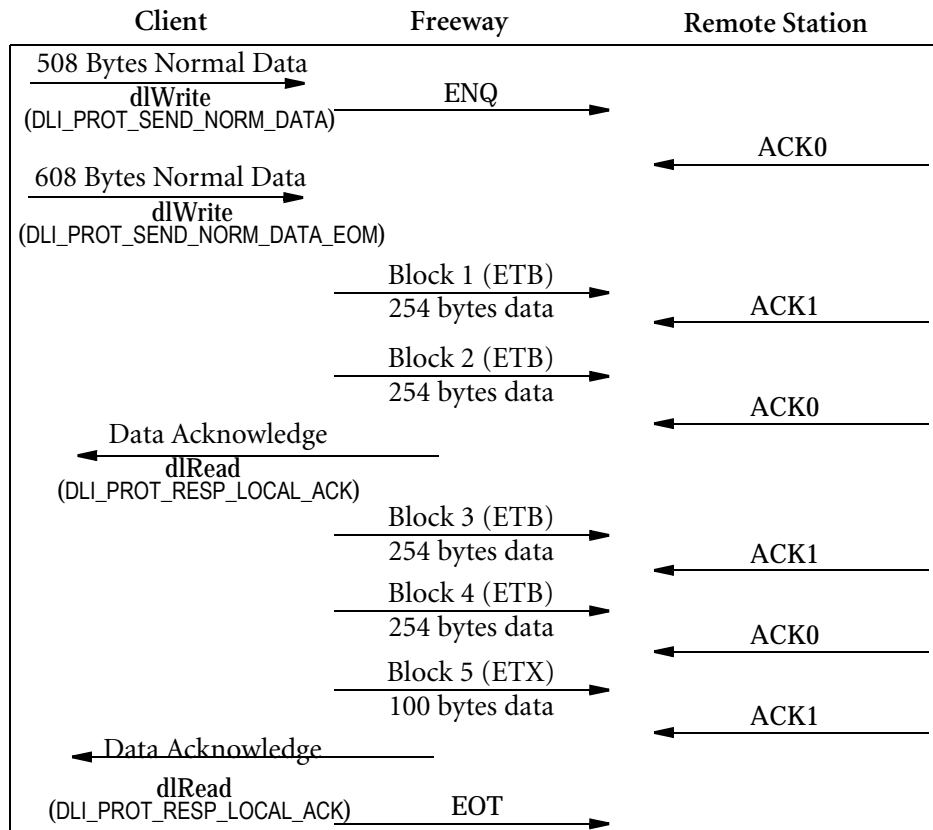 Client Freeway Remote Station
508 Bytes Normal Data
dlWrite
(DLI_PROT_SEND_NORM_DATA)
ENQ
ACK0
608 Bytes Normal Data
dlWrite
(DLI_PROT_SEND_NORM_DATA_EOM)
Block 1 (ETB)
254 bytes data
ACK1
Block 2 (ETB)
254 bytes data
ACK0
Data Acknowledge
dlRead
(DLI_PROT_RESP_LOCAL_ACK)
Block 3 (ETB)
254 bytes data
ACK1
Block 4 (ETB)
254 bytes data
ACK0
Block 5 (ETX)
100 bytes data
ACK1
Data Acknowledge
dlRead
(DLI_PROT_RESP_LOCAL_ACK)
EOT